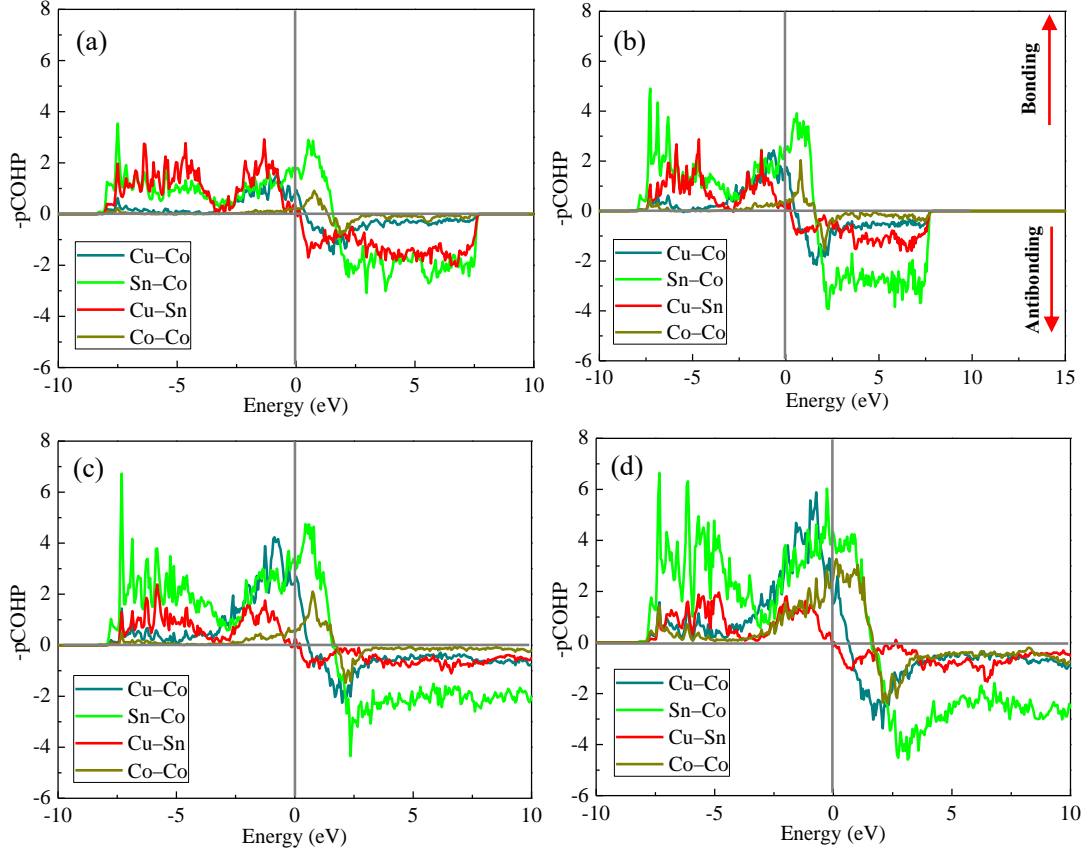 (a)
8
6
4
2
0
-2
-4
-6
-pCOHP
Cu–Co
Sn–Co
Cu–Sn
Co–Co
-10 -5 0 5 10
Energy (eV)
(b)
8
6
4
2
0
-2
-4
-6
-pCOHP
Bonding
Antibonding
Cu–Co
Sn–Co
Cu–Sn
Co–Co
-10 -5 0 5 10 15
Energy (eV)
(c)
8
6
4
2
0
-2
-4
-6
-pCOHP
Cu–Co
Sn–Co
Cu–Sn
Co–Co
-10 -5 0 5 10
Energy (eV)
(d)
8
6
4
2
0
-2
-4
-6
-pCOHP
Cu–Co
Sn–Co
Cu–Sn
Co–Co
-10 -5 0 5 10
Energy (eV)